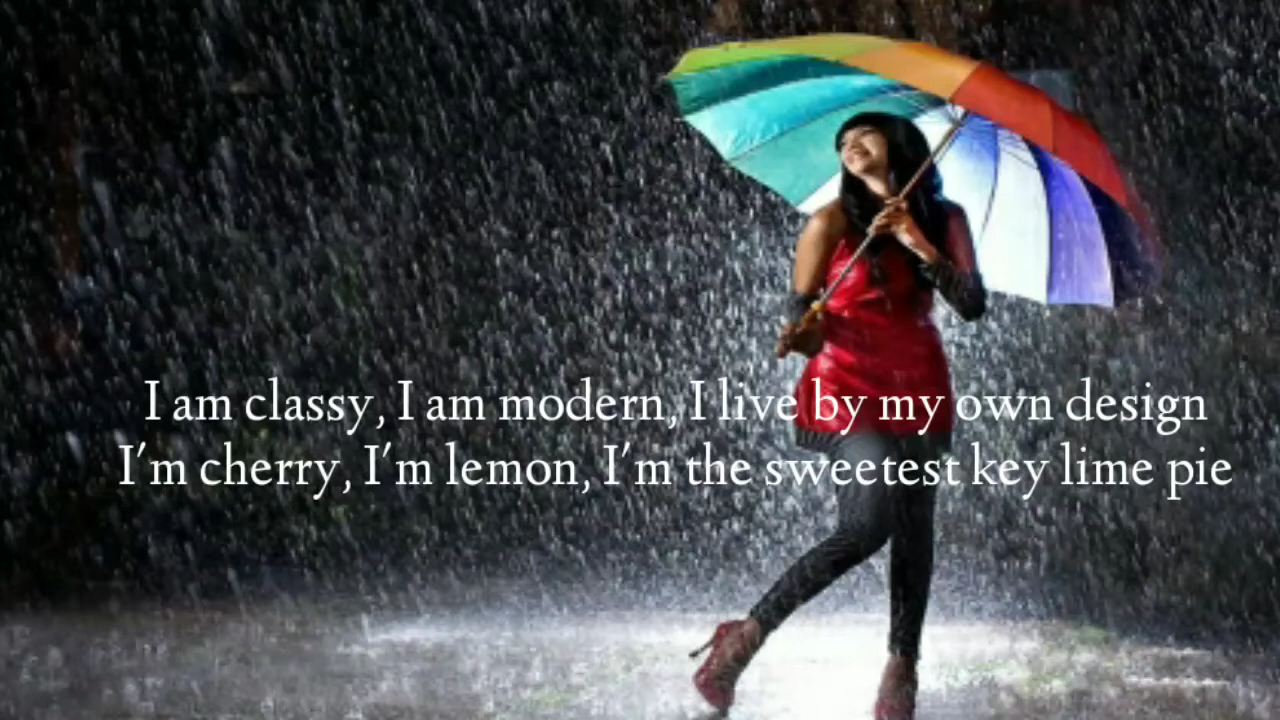 I am classy, I am modern, I live by my own design
I'm cherry, I'm lemon, I'm the sweetest key lime pie